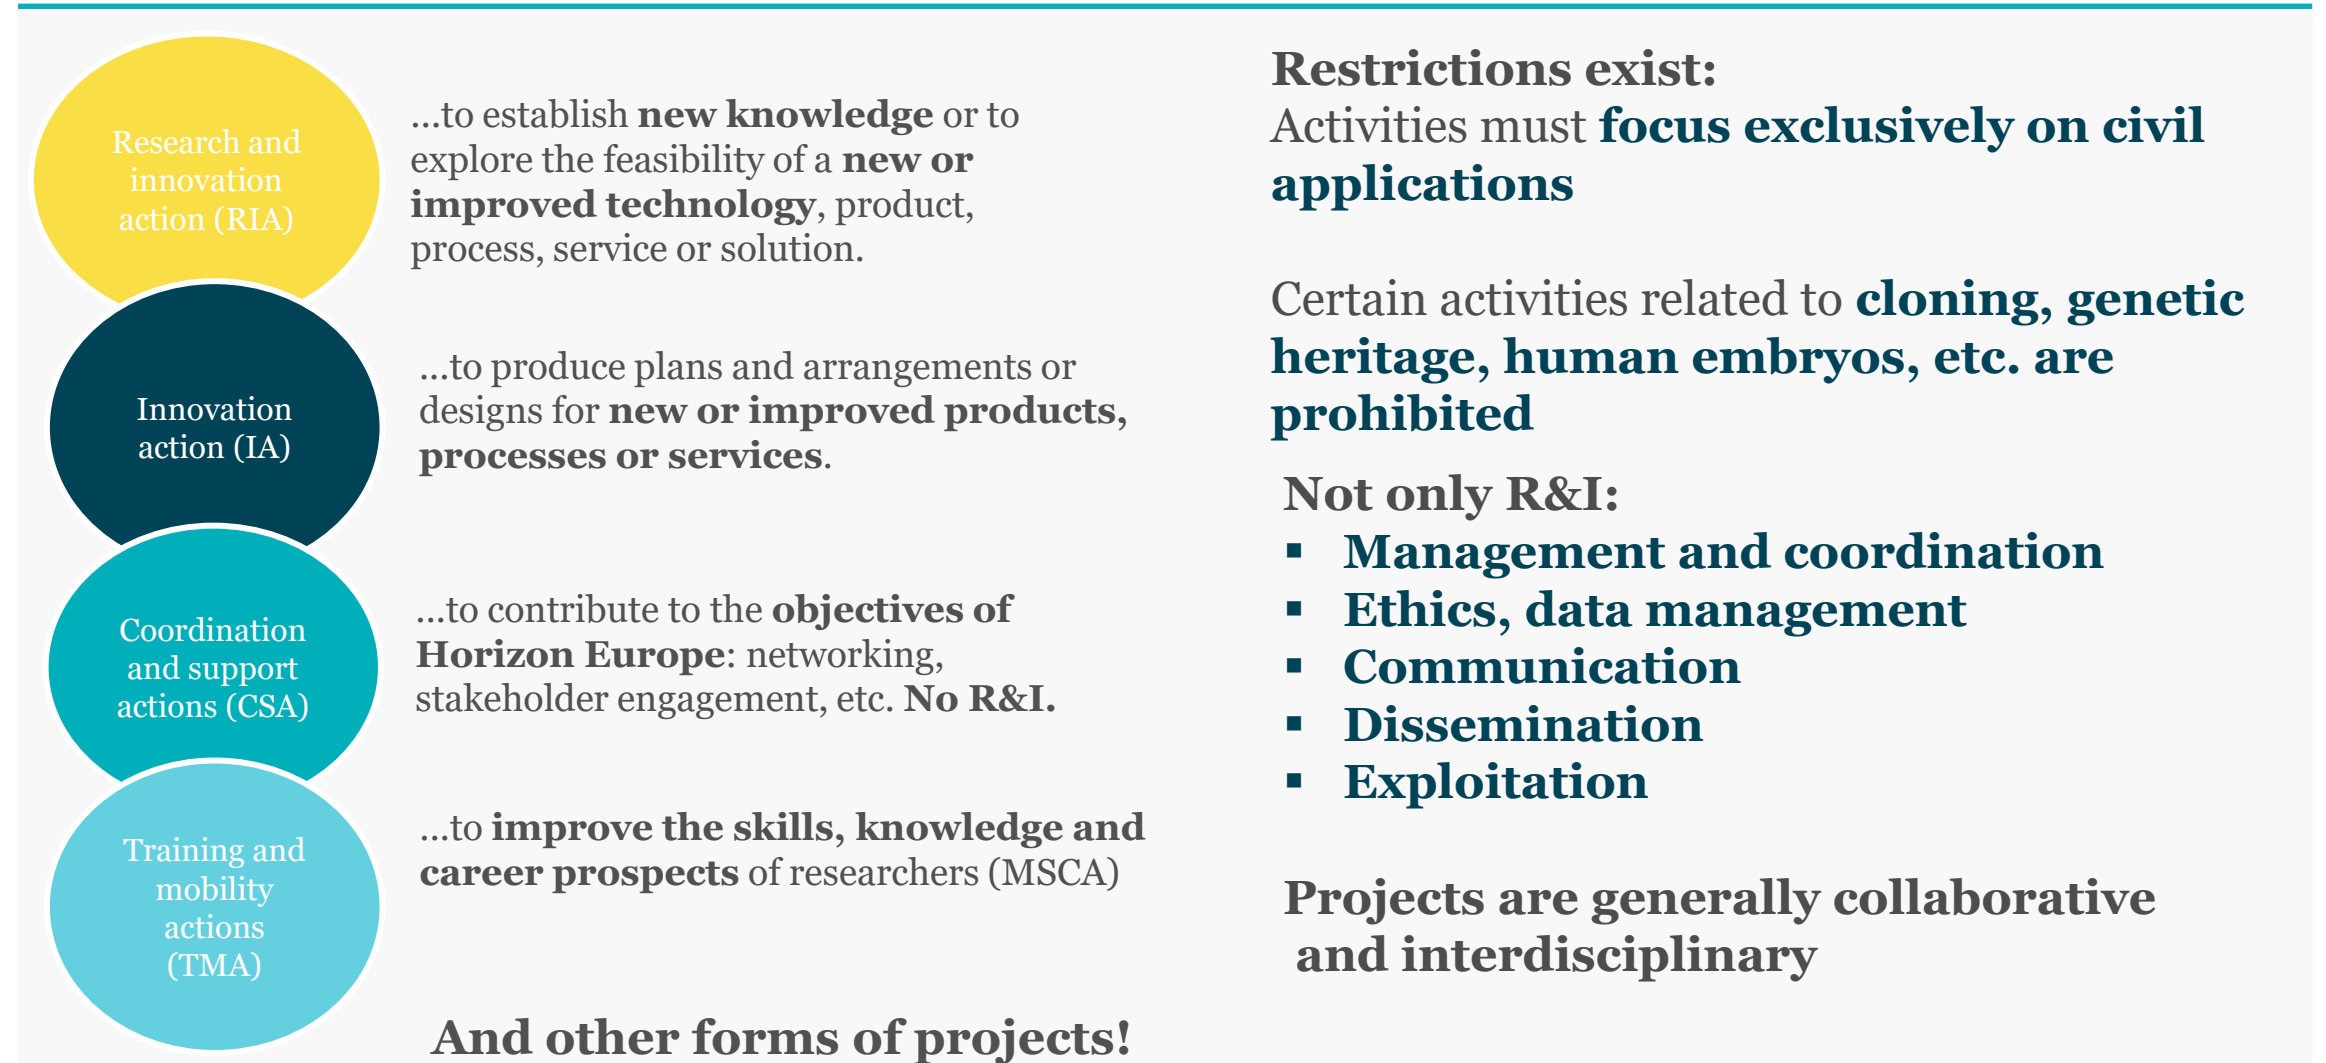 Research and
innovation
action (RIA)
...to establish new knowledge or to
explore the feasibility of a new or
improved technology, product,
process, service or solution.
Innovation
action (IA)
...to produce plans and arrangements or
designs for new or improved products,
processes or services.
Coordination
and support
actions (CSA)
...to contribute to the objectives of
Horizon Europe: networking,
stakeholder engagement, etc. No R&I.
Training and
mobility
actions
(TMA)
...to improve the skills, knowledge and
career prospects of researchers (MSCA)
And other forms of projects!
Restrictions exist:
Activities must focus exclusively on civil
applications
Certain activities related to cloning, genetic
heritage, human embryos, etc. are
prohibited
Not only R&I:
▪ Management and coordination
▪ Ethics, data management
▪ Communication
▪ Dissemination
▪ Exploitation
Projects are generally collaborative
and interdisciplinary